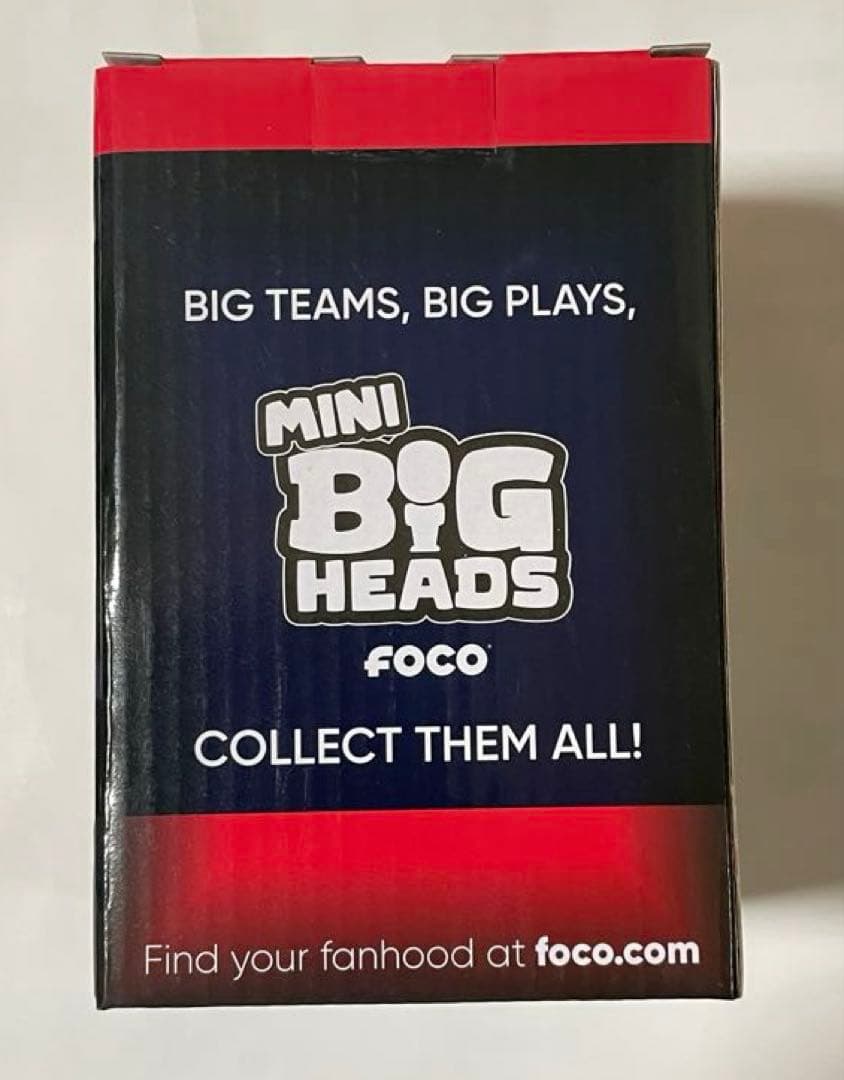 BIG TEAMS, BIG PLAYS,
MINI
BIG
HEADS
FOCO
COLLECT THEM ALL!
Find your fanhood at foco.com